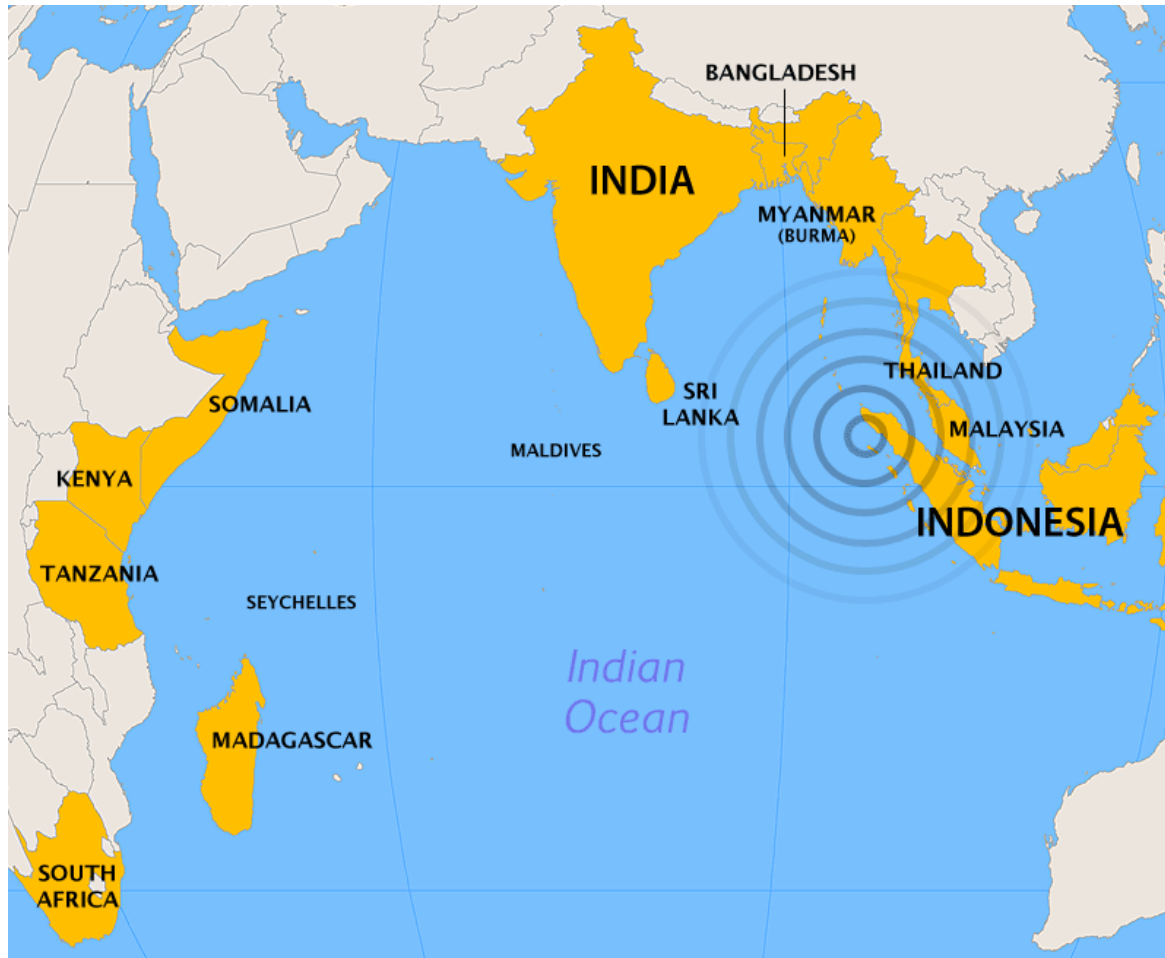 BANGLADESH
INDIA
MYANMAR
(BURMA)
THAILAND
SRI
LANKA
SOMALIA
MALAYSIA
MALDIVES
KENYA
INDONESIA
TANZANIA
SEYCHELLES
Indian
Ocean
MADAGASCAR
SOUTH
AFRICA